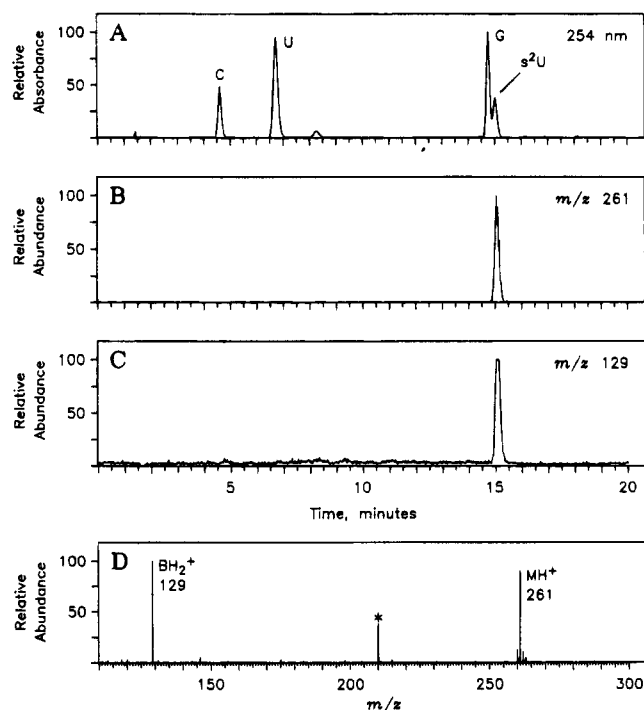 A
254 nm
Relative
Absorbance
100
50
C
U
G
s²U
B
m/z 261
Relative
Abundance
100
50
C
m/z 129
Relative
Abundance
100
50
5 10 15 20
Time, minutes
D
Relative
Abundance
100
50
BH₂⁺
129
*
MH⁺
261
150 200 250 300
m/z